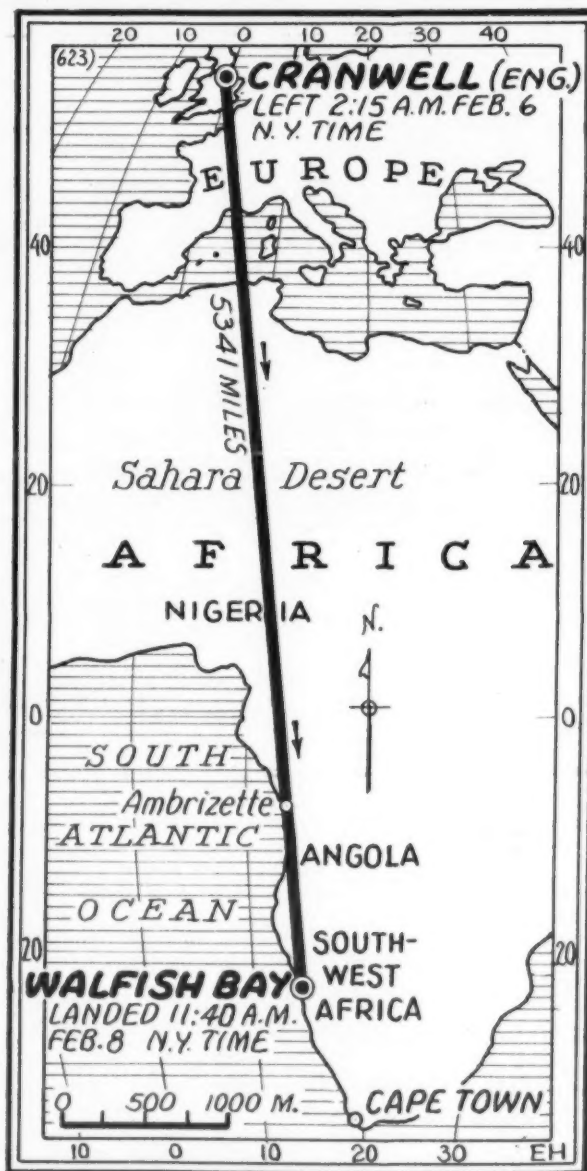 20 10 0 10 20 30 40
(623)
CRANWELL (ENG.)
LEFT 2:15 A.M. FEB. 6
N.Y. TIME
EUROPE
40 40
5341 MILES
Sahara Desert
20 20
AFRICA
NIGERIA
N.
0 0
SOUTH
Ambrizette
ATLANTIC
ANGOLA
OCEAN
SOUTH-
20 20
WEST
WALFISH BAY
AFRICA
LANDED 11:40 A.M.
FEB. 8 N.Y. TIME
0 500 1000 M.
CAPE TOWN
10 0 10 20 30 EH